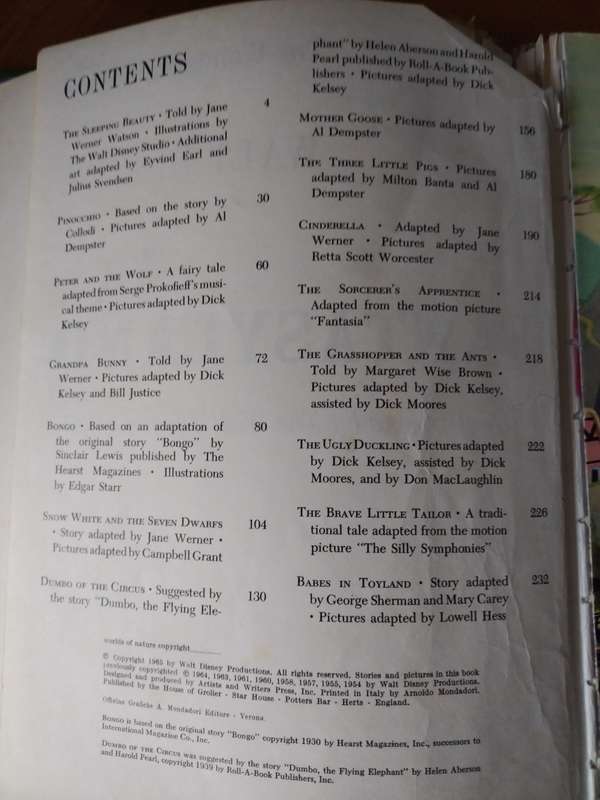 CONTENTS
THE SLEEPING BEAUTY • Told by Jane 4
Werner Watson • Illustrations by
The Walt Disney Studio • Additional
art adapted by Eyvind Earl and
Julius Svendsen
PINOCCHIO • Based on the story by 30
Collodi • Pictures adapted by Al
Dempster
PETER AND THE WOLF • A fairy tale 60
adapted from Serge Prokofieff's musi-
cal theme • Pictures adapted by Dick
Kelsey
GRANDPA BUNNY • Told by Jane 72
Werner • Pictures adapted by Dick
Kelsey and Bill Justice
BONGO • Based on an adaptation of 80
the original story "Bongo" by
Sinclair Lewis published by The
Hearst Magazines • Illustrations
by Edgar Starr
SNOW WHITE AND THE SEVEN DWARFS 104
• Story adapted by Jane Werner •
Pictures adapted by Campbell Grant
DUMBO OF THE CIRCUS • Suggested by 130
the story "Dumbo, the Flying Ele-
phant" by Helen Aberson and Harold
Pearl published by Roll-A-Book Pub-
lishers • Pictures adapted by Dick
Kelsey
MOTHER GOOSE • Pictures adapted by 156
Al Dempster
THE THREE LITTLE PIGS • Pictures 180
adapted by Milton Banta and Al
Dempster
CINDERELLA • Adapted by Jane 190
Werner • Pictures adapted by
Retta Scott Worcester
THE SORCERER'S APPRENTICE • 214
Adapted from the motion picture
"Fantasia"
THE GRASSHOPPER AND THE ANTS • 218
Told by Margaret Wise Brown •
Pictures adapted by Dick Kelsey,
assisted by Dick Moores
THE UGLY DUCKLING • Pictures adapted 222
by Dick Kelsey, assisted by Dick
Moores, and by Don MacLaughlin
THE BRAVE LITTLE TAILOR • A tradi- 226
tional tale adapted from the motion
picture "The Silly Symphonies"
BABES IN TOYLAND • Story adapted 232
by George Sherman and Mary Carey
• Pictures adapted by Lowell Hess
worlds of nature copyright
© Copyright 1965 by Walt Disney Productions. All rights reserved. Stories and pictures in this book
previously copyrighted © 1964, 1963, 1961, 1960, 1958, 1957, 1955, 1954 by Walt Disney Productions.
Designed and produced by Artists and Writers Press, Inc. Printed in Italy by Arnoldo Mondadori.
Published by the House of Grolier - Star House - Potters Bar - Herts - England.
Officine Grafiche A. Mondadori Editore - Verona.
BONGO is based on the original story "Bongo" copyright 1930 by Hearst Magazines, Inc., successors to
International Magazine Co., Inc.
DUMBO OF THE CIRCUS was suggested by the story "Dumbo, the Flying Elephant" by Helen Aberson
and Harold Pearl, copyright 1939 by Roll-A-Book Publishers, Inc.